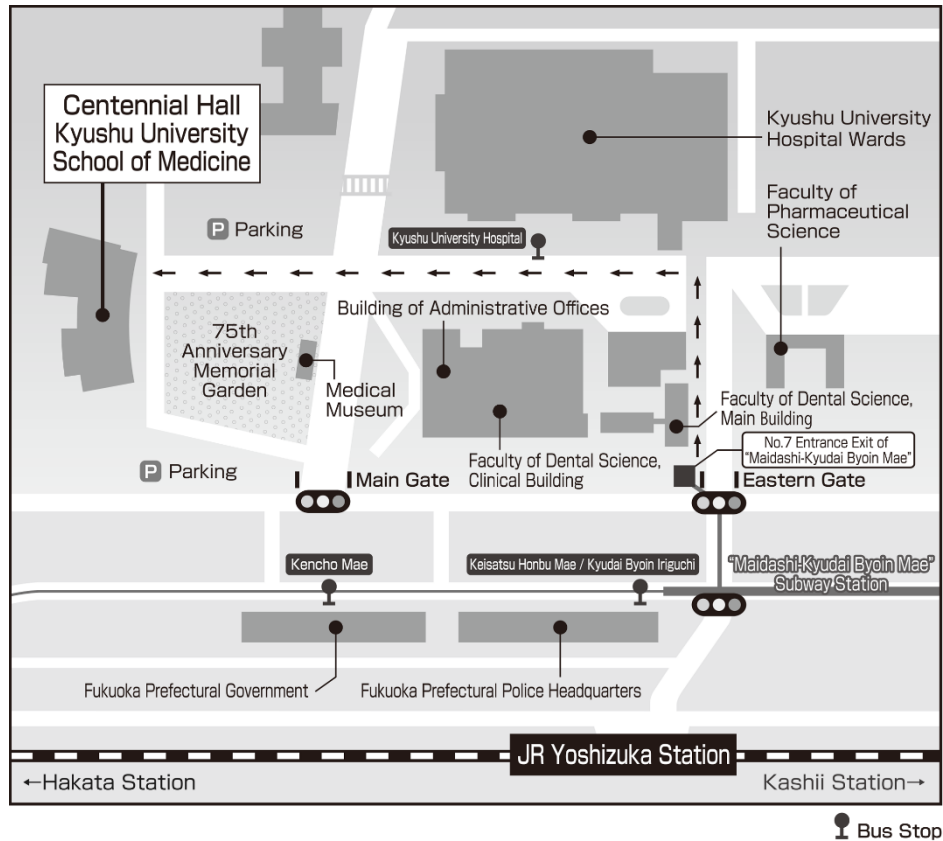 Centennial Hall
Kyushu University
School of Medicine
Kyushu University
Hospital Wards
Faculty of
Pharmaceutical
Science
P Parking
Kyushu University Hospital
Building of Administrative Offices
75th
Anniversary
Memorial
Garden
Medical
Museum
Faculty of Dental Science,
Main Building
No.7 Entrance Exit of
"Maidashi-Kyudai Byoin Mae"
Faculty of Dental Science,
Clinical Building
P Parking
Main Gate
Eastern Gate
Kencho Mae
Keisatsu Honbu Mae / Kyudai Byoin Iriguchi
"Maidashi-Kyudai Byoin Mae"
Subway Station
Fukuoka Prefectural Government
Fukuoka Prefectural Police Headquarters
JR Yoshizuka Station
←Hakata Station
Kashii Station→
Bus Stop